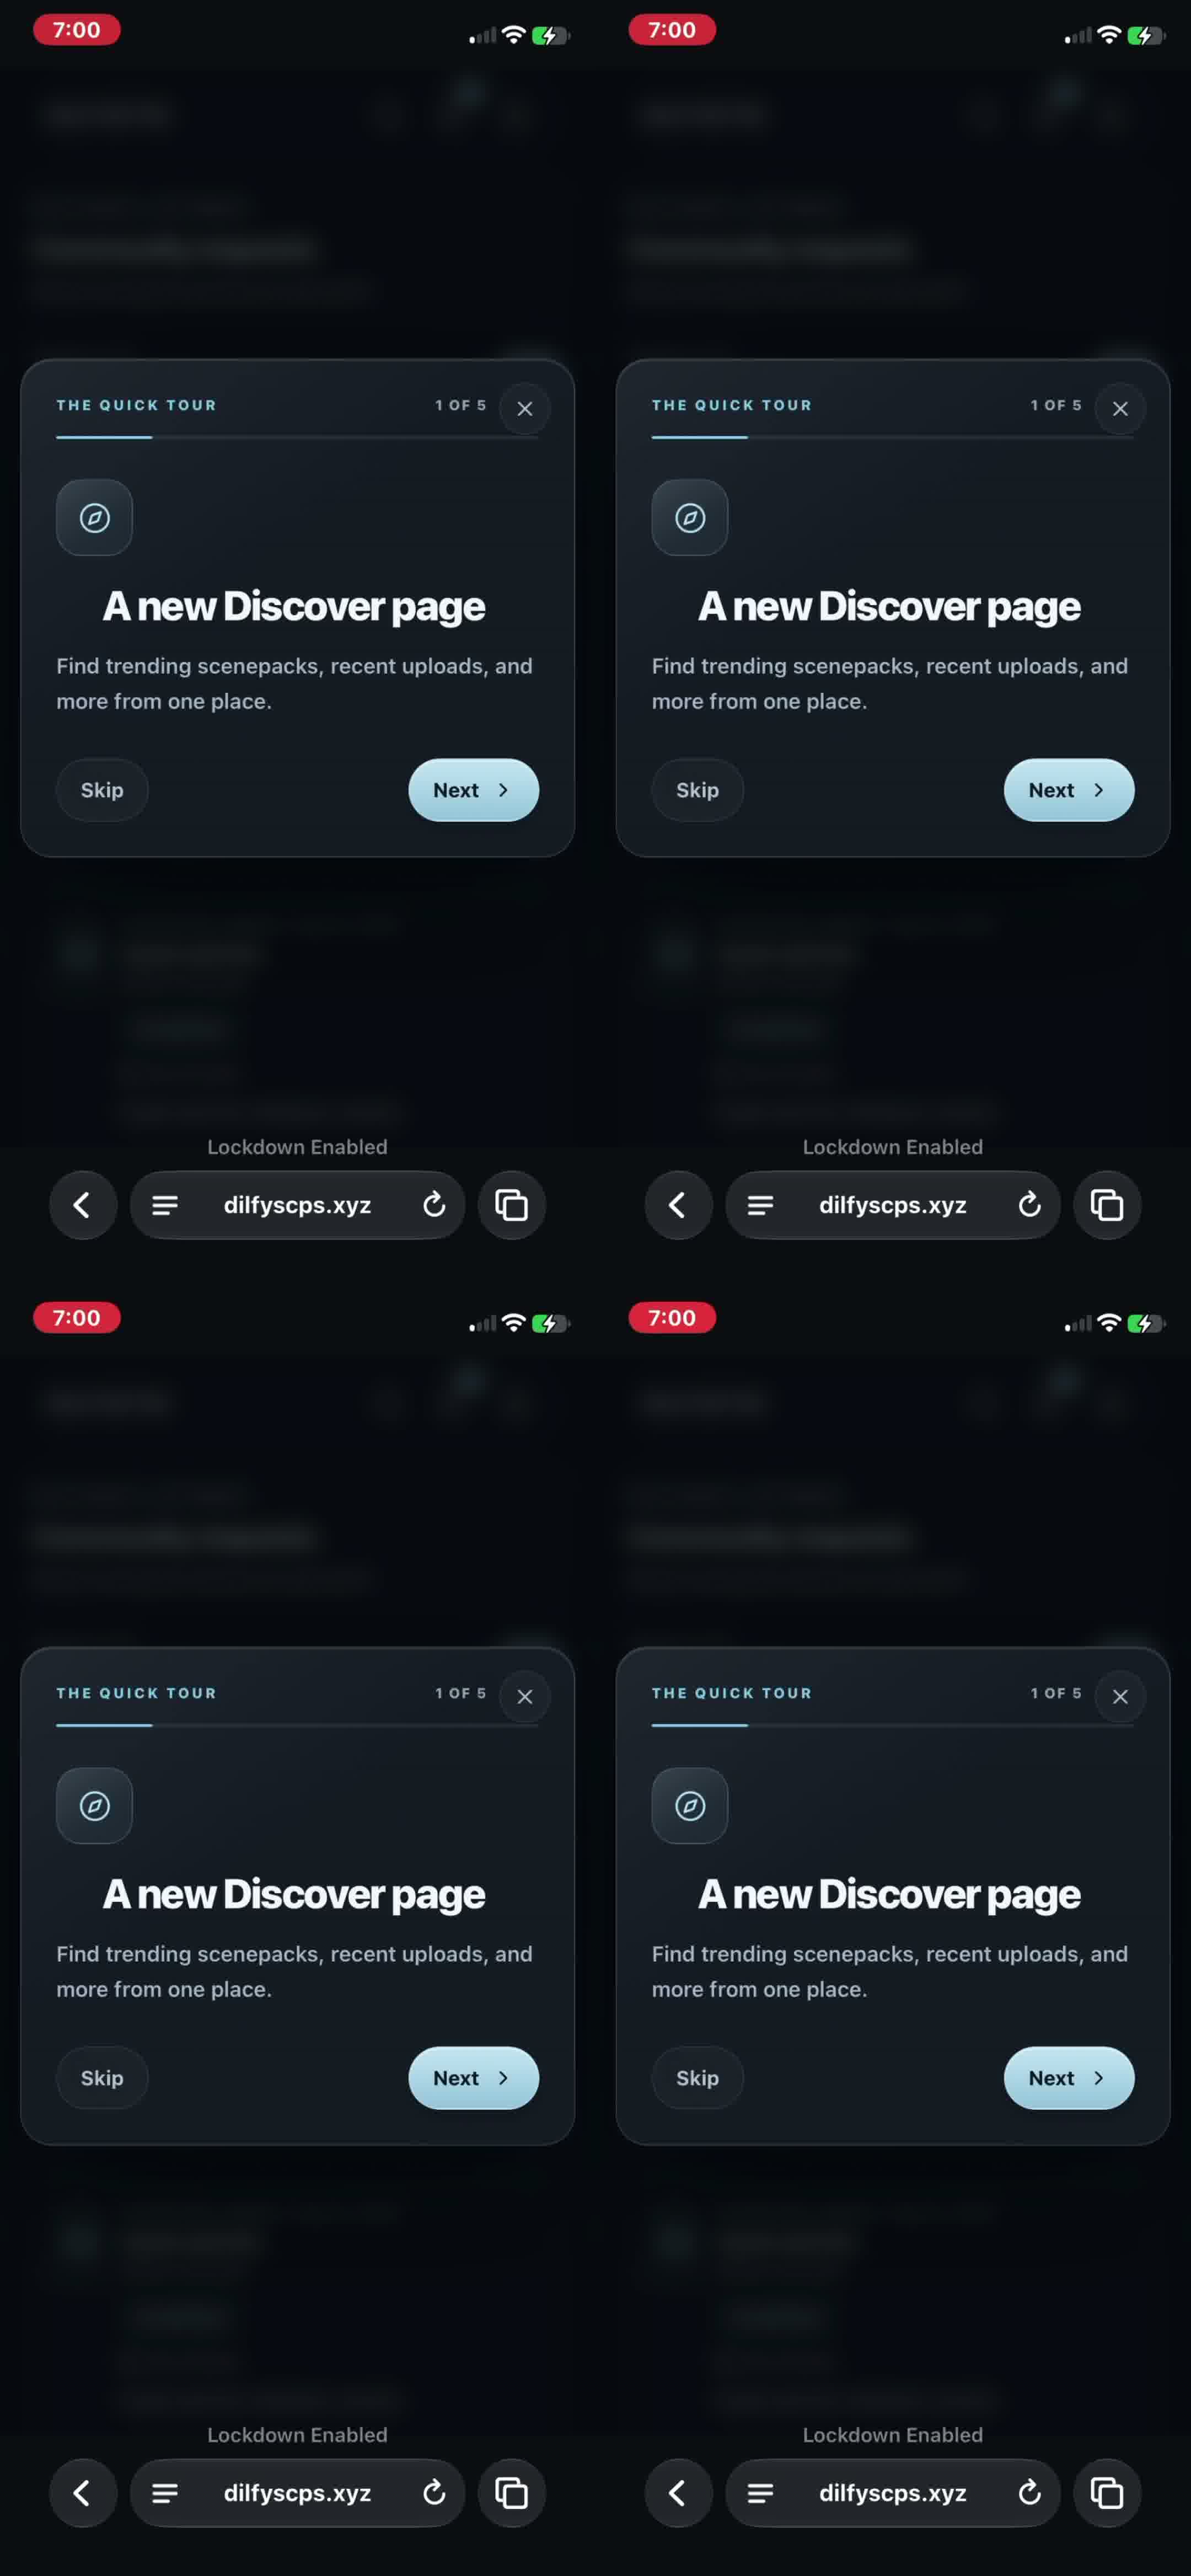 7:00
THE QUICK TOUR
1 OF 5
A new Discover page
Find trending scenepacks, recent uploads, and
more from one place.
Skip
Next
Lockdown Enabled
dilfyscps.xyz
7:00
THE QUICK TOUR
1 OF 5
A new Discover page
Find trending scenepacks, recent uploads, and
more from one place.
Skip
Next
Lockdown Enabled
dilfyscps.xyz
7:00
THE QUICK TOUR
1 OF 5
A new Discover page
Find trending scenepacks, recent uploads, and
more from one place.
Skip
Next
Lockdown Enabled
dilfyscps.xyz
7:00
THE QUICK TOUR
1 OF 5
A new Discover page
Find trending scenepacks, recent uploads, and
more from one place.
Skip
Next
Lockdown Enabled
dilfyscps.xyz